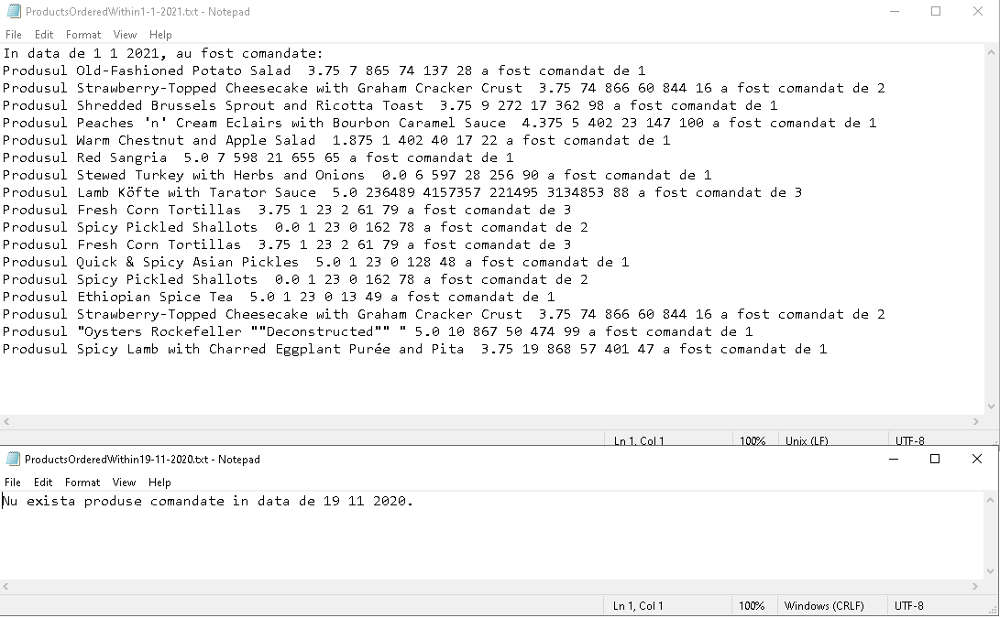 ProductsOrderedWithin1-1-2021.txt - Notepad
File Edit Format View Help
In data de 1 1 2021, au fost comandate:
Produsul Old-Fashioned Potato Salad  3.75 7 865 74 137 28 a fost comandat de 1
Produsul Strawberry-Topped Cheesecake with Graham Cracker Crust  3.75 74 866 60 844 16 a fost comandat de 2
Produsul Shredded Brussels Sprout and Ricotta Toast  3.75 9 272 17 362 98 a fost comandat de 1
Produsul Peaches 'n' Cream Eclairs with Bourbon Caramel Sauce  4.375 5 402 23 147 100 a fost comandat de 1
Produsul Warm Chestnut and Apple Salad  1.875 1 402 40 17 22 a fost comandat de 1
Produsul Red Sangria  5.0 7 598 21 655 65 a fost comandat de 1
Produsul Stewed Turkey with Herbs and Onions  0.0 6 597 28 256 90 a fost comandat de 1
Produsul Lamb Köfte with Tarator Sauce  5.0 236489 4157357 221495 3134853 88 a fost comandat de 3
Produsul Fresh Corn Tortillas  3.75 1 23 2 61 79 a fost comandat de 3
Produsul Spicy Pickled Shallots  0.0 1 23 0 162 78 a fost comandat de 2
Produsul Fresh Corn Tortillas  3.75 1 23 2 61 79 a fost comandat de 3
Produsul Quick & Spicy Asian Pickles  5.0 1 23 0 128 48 a fost comandat de 1
Produsul Spicy Pickled Shallots  0.0 1 23 0 162 78 a fost comandat de 2
Produsul Ethiopian Spice Tea  5.0 1 23 0 13 49 a fost comandat de 1
Produsul Strawberry-Topped Cheesecake with Graham Cracker Crust  3.75 74 866 60 844 16 a fost comandat de 2
Produsul "Oysters Rockefeller ""Deconstructed"" " 5.0 10 867 50 474 99 a fost comandat de 1
Produsul Spicy Lamb with Charred Eggplant Purée and Pita  3.75 19 868 57 401 47 a fost comandat de 1
Ln 1, Col 1 100% Unix (LF) UTF-8
ProductsOrderedWithin19-11-2020.txt - Notepad
File Edit Format View Help
Nu exista produse comandate in data de 19 11 2020.
Ln 1, Col 1 100% Windows (CRLF) UTF-8